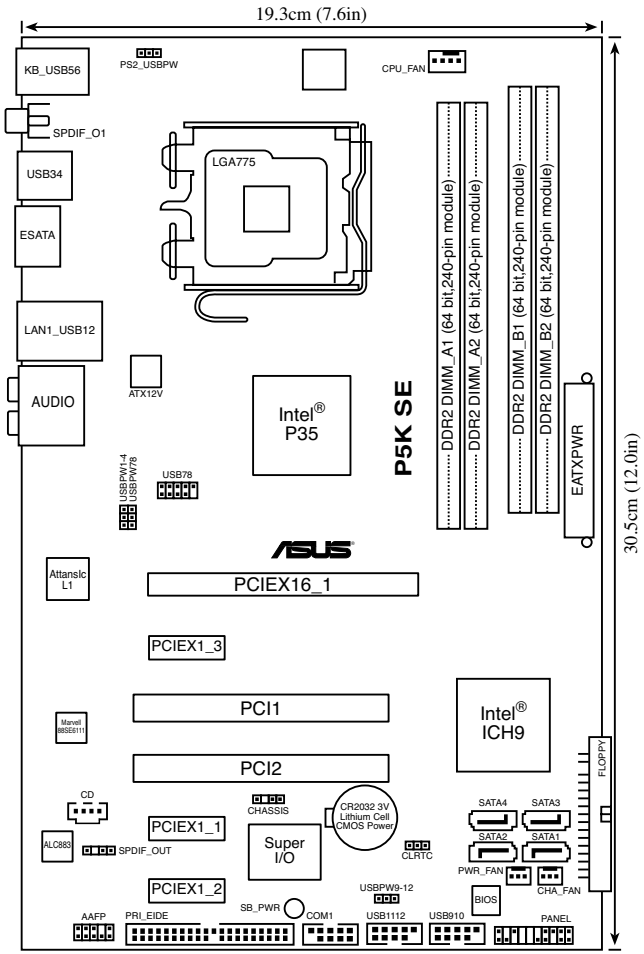 19.3cm (7.6in)
KB_USB56
PS2_USBPW
CPU_FAN
SPDIF_O1
LGA775
USB34
ESATA
LAN1_USB12
AUDIO
ATX12V
Intel®
P35
P5K SE
DDR2 DIMM_A1 (64 bit,240-pin module)
DDR2 DIMM_A2 (64 bit,240-pin module)
DDR2 DIMM_B1 (64 bit,240-pin module)
DDR2 DIMM_B2 (64 bit,240-pin module)
EATXPWR
30.5cm (12.0in)
USBPW1-4
USBPW78
USB78
ASUS
Attansic
L1
PCIEX16_1
PCIEX1_3
PCI1
Marvell
88SE6111
Intel®
ICH9
FLOPPY
PCI2
CD
CHASSIS
CR2032 3V
Lithium Cell
CMOS Power
SATA4
SATA3
PCIEX1_1
ALC883
SPDIF_OUT
Super
I/O
CLRTC
SATA2
SATA1
PWR_FAN
CHA_FAN
PCIEX1_2
USBPW9-12
BIOS
SB_PWR
AAFP
PRI_EIDE
COM1
USB1112
USB910
PANEL